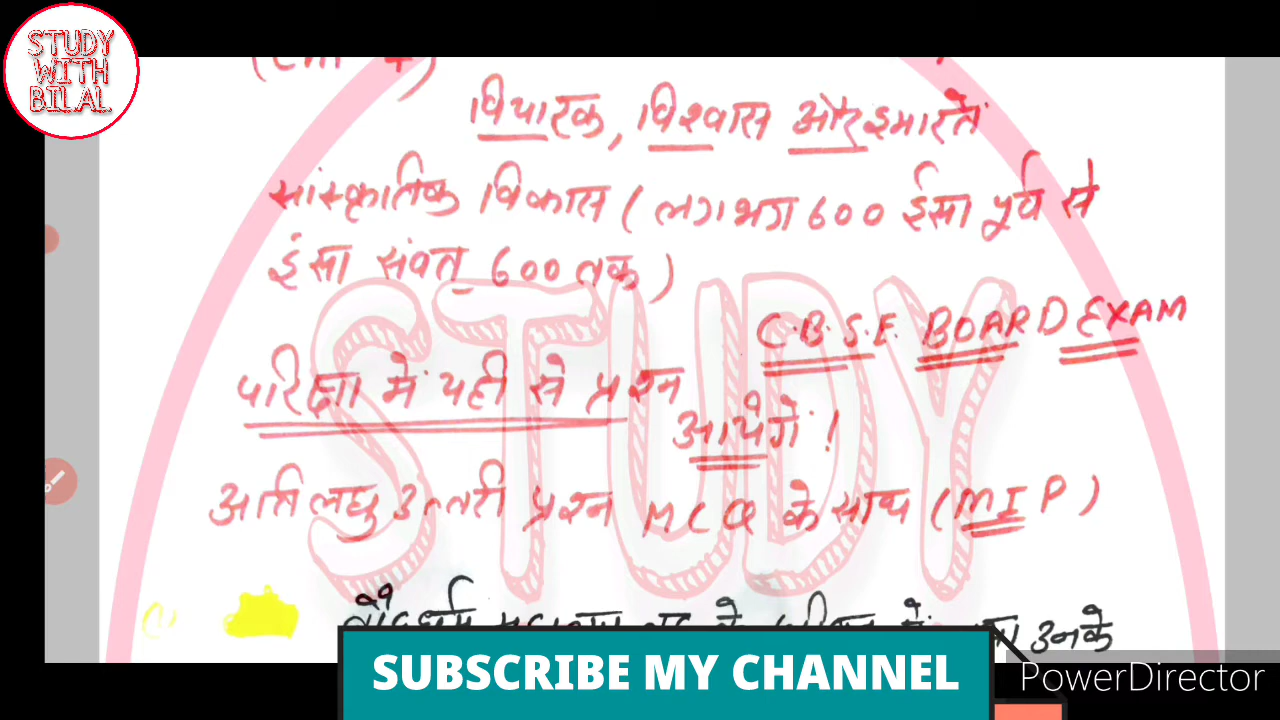 STUDY
WITH
BILAL
विचारक, विश्वास और इमारतें
सांस्कृतिक विकास ( लगभग 600 ईसा पूर्व से
ईसा संवत् 600 तक )
C.B.S.E. BOARD EXAM
परिक्षा में यही से प्रश्न
आयेंगे !
अति लघु उत्तरी प्रश्न MCQ के साथ (MIP)
STUDY
उनके
SUBSCRIBE MY CHANNEL
PowerDirector